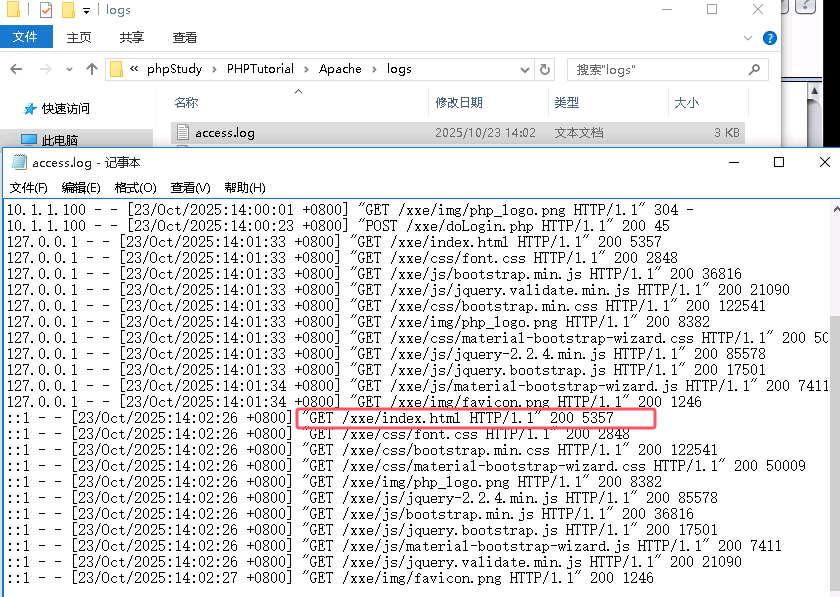 logs
文件 主页 共享 查看
« phpStudy › PHPTutorial › Apache › logs 搜索"logs"
快速访问
此电脑
名称 修改日期 类型 大小
access.log 2025/10/23 14:02 文本文档 3 KB
access.log - 记事本
文件(F) 编辑(E) 格式(O) 查看(V) 帮助(H)
10.1.1.100 - - [23/Oct/2025:14:00:01 +0800] "GET /xxe/img/php_logo.png HTTP/1.1" 304 -
10.1.1.100 - - [23/Oct/2025:14:00:23 +0800] "POST /xxe/doLogin.php HTTP/1.1" 200 45
127.0.0.1 - - [23/Oct/2025:14:01:33 +0800] "GET /xxe/index.html HTTP/1.1" 200 5357
127.0.0.1 - - [23/Oct/2025:14:01:33 +0800] "GET /xxe/css/font.css HTTP/1.1" 200 2848
127.0.0.1 - - [23/Oct/2025:14:01:33 +0800] "GET /xxe/js/bootstrap.min.js HTTP/1.1" 200 36816
127.0.0.1 - - [23/Oct/2025:14:01:33 +0800] "GET /xxe/js/jquery.validate.min.js HTTP/1.1" 200 21090
127.0.0.1 - - [23/Oct/2025:14:01:33 +0800] "GET /xxe/css/bootstrap.min.css HTTP/1.1" 200 122541
127.0.0.1 - - [23/Oct/2025:14:01:33 +0800] "GET /xxe/img/php_logo.png HTTP/1.1" 200 8382
127.0.0.1 - - [23/Oct/2025:14:01:33 +0800] "GET /xxe/css/material-bootstrap-wizard.css HTTP/1.1" 200 50
127.0.0.1 - - [23/Oct/2025:14:01:33 +0800] "GET /xxe/js/jquery-2.2.4.min.js HTTP/1.1" 200 85578
127.0.0.1 - - [23/Oct/2025:14:01:33 +0800] "GET /xxe/js/jquery.bootstrap.js HTTP/1.1" 200 17501
127.0.0.1 - - [23/Oct/2025:14:01:34 +0800] "GET /xxe/js/material-bootstrap-wizard.js HTTP/1.1" 200 7411
127.0.0.1 - - [23/Oct/2025:14:01:34 +0800] "GET /xxe/img/favicon.png HTTP/1.1" 200 1246
::1 - - [23/Oct/2025:14:02:26 +0800] "GET /xxe/index.html HTTP/1.1" 200 5357
::1 - - [23/Oct/2025:14:02:26 +0800] "GET /xxe/css/font.css HTTP/1.1" 200 2848
::1 - - [23/Oct/2025:14:02:26 +0800] "GET /xxe/css/bootstrap.min.css HTTP/1.1" 200 122541
::1 - - [23/Oct/2025:14:02:26 +0800] "GET /xxe/css/material-bootstrap-wizard.css HTTP/1.1" 200 50009
::1 - - [23/Oct/2025:14:02:26 +0800] "GET /xxe/img/php_logo.png HTTP/1.1" 200 8382
::1 - - [23/Oct/2025:14:02:26 +0800] "GET /xxe/js/jquery-2.2.4.min.js HTTP/1.1" 200 85578
::1 - - [23/Oct/2025:14:02:26 +0800] "GET /xxe/js/bootstrap.min.js HTTP/1.1" 200 36816
::1 - - [23/Oct/2025:14:02:26 +0800] "GET /xxe/js/jquery.bootstrap.js HTTP/1.1" 200 17501
::1 - - [23/Oct/2025:14:02:26 +0800] "GET /xxe/js/material-bootstrap-wizard.js HTTP/1.1" 200 7411
::1 - - [23/Oct/2025:14:02:26 +0800] "GET /xxe/js/jquery.validate.min.js HTTP/1.1" 200 21090
::1 - - [23/Oct/2025:14:02:27 +0800] "GET /xxe/img/favicon.png HTTP/1.1" 200 1246